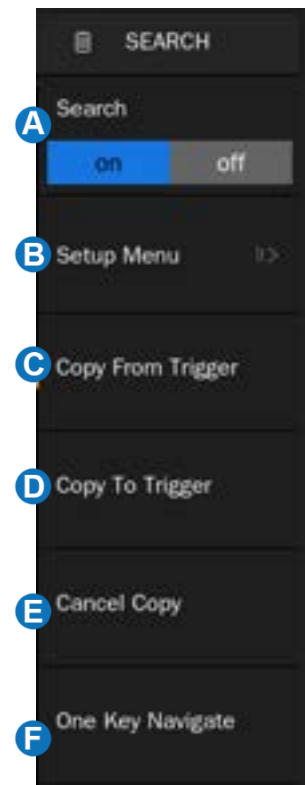 SEARCH
A
Search
on off
B Setup Menu
C Copy From Trigger
D Copy To Trigger
E Cancel Copy
F One Key Navigate